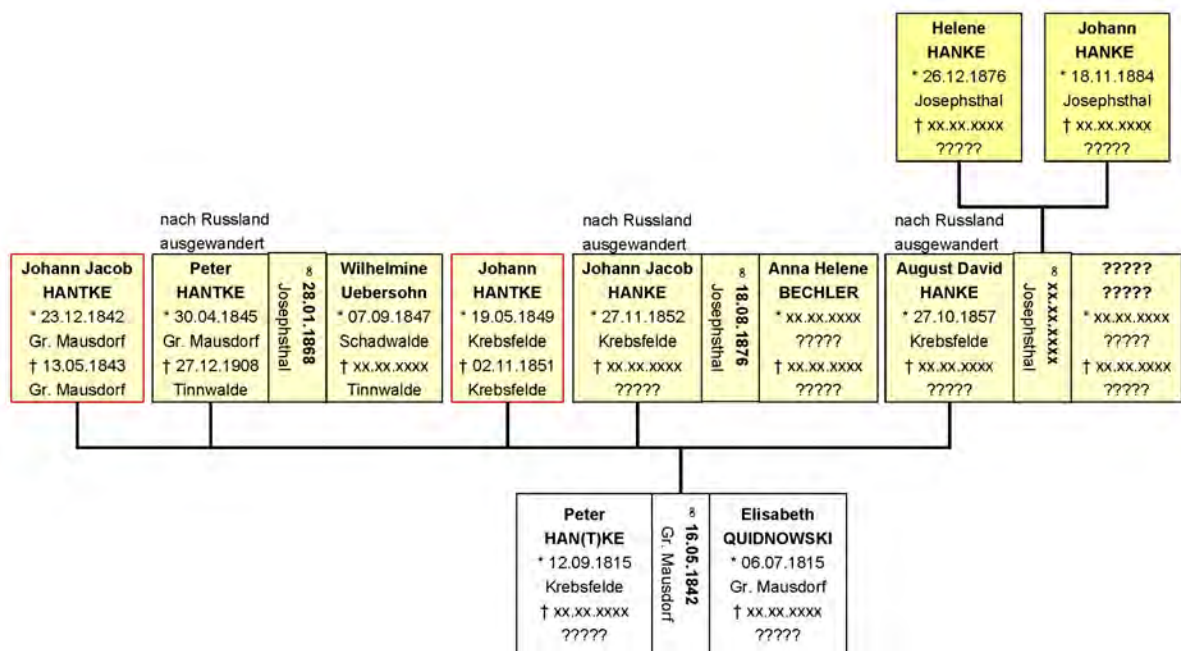 Helene
HANKE
* 26.12.1876
Josephsthal
† xx.xx.xxxx
?????
Johann
HANKE
* 18.11.1884
Josephsthal
† xx.xx.xxxx
?????
nach Russland
ausgewandert
nach Russland
ausgewandert
nach Russland
ausgewandert
Johann Jacob
HANTKE
* 23.12.1842
Gr. Mausdorf
† 13.05.1843
Gr. Mausdorf
Peter
HANTKE
* 30.04.1845
Gr. Mausdorf
† 27.12.1908
Tinnwalde
∞ 28.01.1868
Josephsthal
Wilhelmine
Uebersohn
* 07.09.1847
Schadwalde
† xx.xx.xxxx
Tinnwalde
Johann
HANTKE
* 19.05.1849
Krebsfelde
† 02.11.1851
Krebsfelde
Johann Jacob
HANKE
* 27.11.1852
Krebsfelde
† xx.xx.xxxx
?????
∞ 18.08.1876
Josephsthal
Anna Helene
BECHLER
* xx.xx.xxxx
?????
† xx.xx.xxxx
?????
August David
HANKE
* 27.10.1857
Krebsfelde
† xx.xx.xxxx
?????
∞ xx.xx.xxxx
Josephsthal
?????
?????
* xx.xx.xxxx
?????
† xx.xx.xxxx
?????
Peter
HAN(T)KE
* 12.09.1815
Krebsfelde
† xx.xx.xxxx
?????
∞ 16.05.1842
Gr. Mausdorf
Elisabeth
QUIDNOWSKI
* 06.07.1815
Gr. Mausdorf
† xx.xx.xxxx
?????